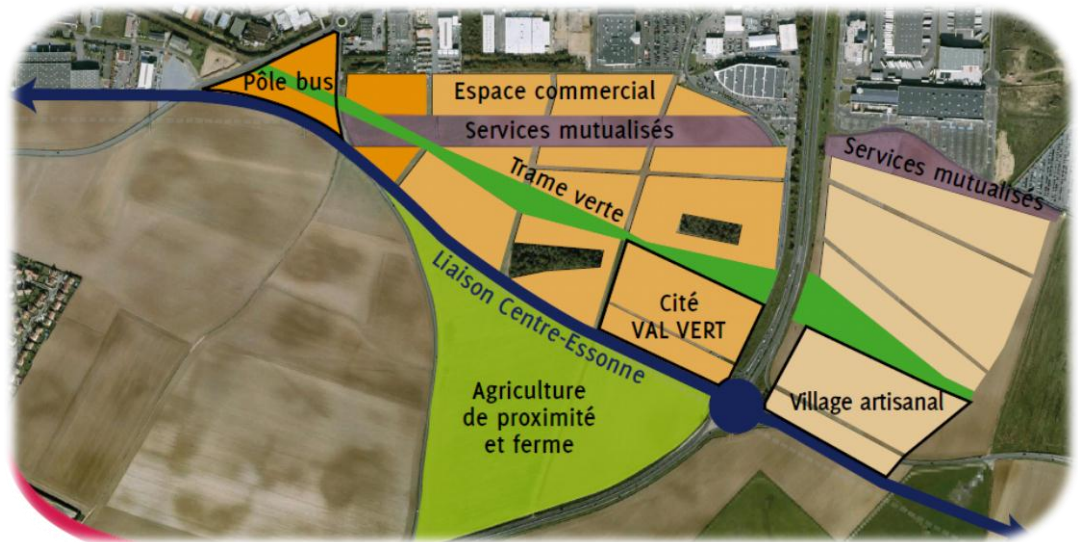 Pôle bus
Espace commercial
Services mutualisés
Trame verte
Services mutualisés
Liaison Centre-Essonne
Cité
VAL VERT
Agriculture
de proximité
et ferme
Village artisanal